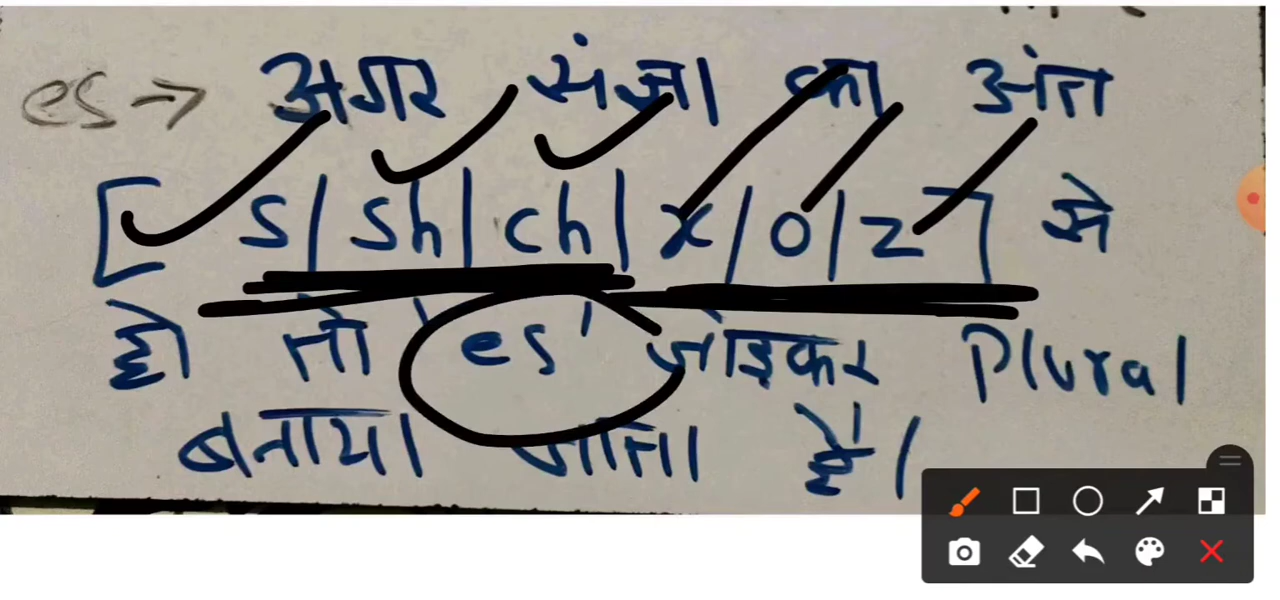 es → अगर संज्ञा का अंत
[ s / sh / ch / x / o / z ] से
हो तो 'es' जोड़कर Plural
बनाया जाता है।